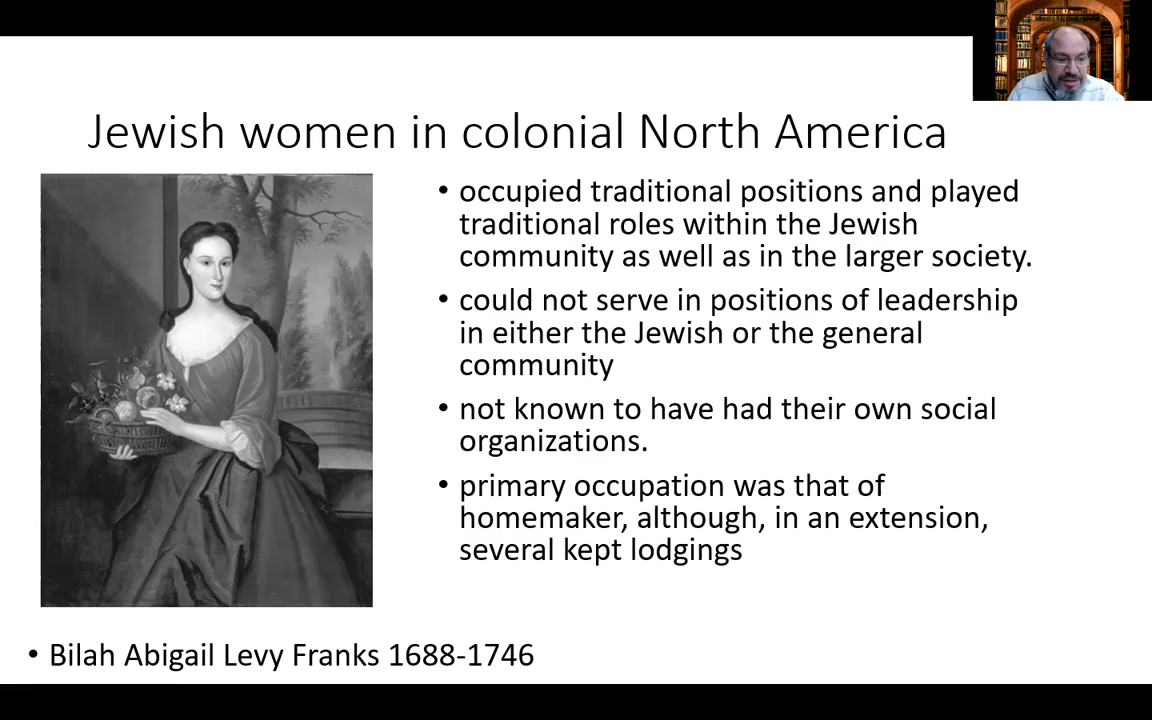 Jewish women in colonial North America
• occupied traditional positions and played
traditional roles within the Jewish
community as well as in the larger society.
• could not serve in positions of leadership
in either the Jewish or the general
community
• not known to have had their own social
organizations.
• primary occupation was that of
homemaker, although, in an extension,
several kept lodgings
• Bilah Abigail Levy Franks 1688-1746